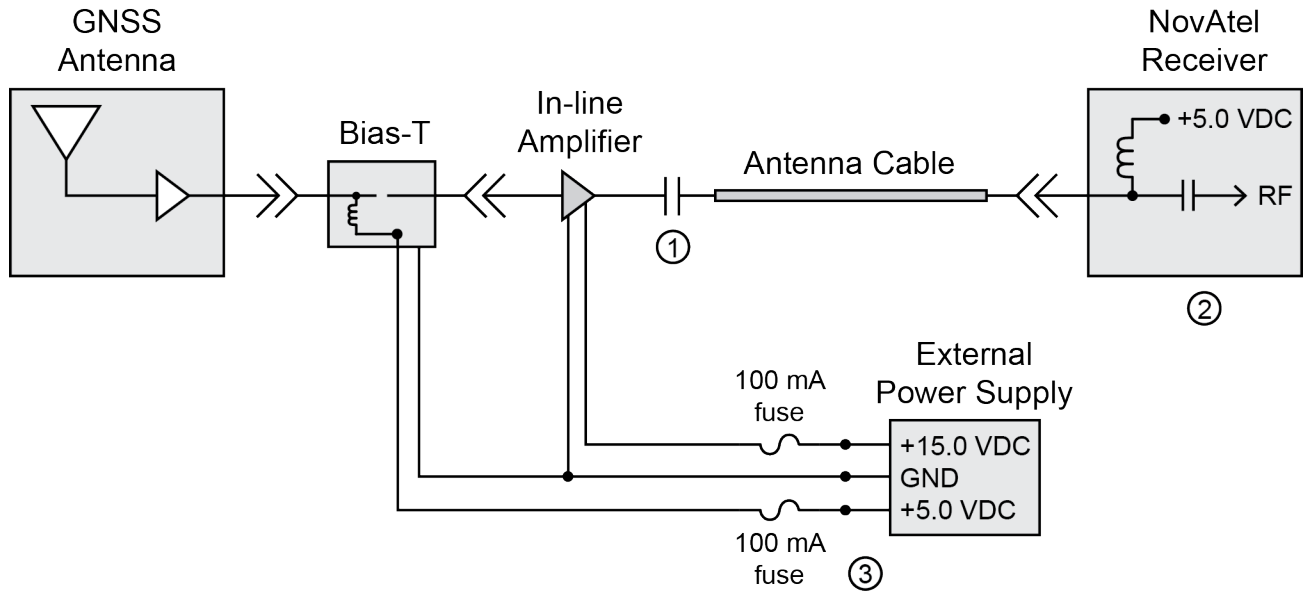 GNSS
Antenna
NovAtel
Receiver
In-line
Amplifier
Bias-T
+5.0 VDC
Antenna Cable
RF
①
②
External
Power Supply
100 mA
fuse
+15.0 VDC
GND
+5.0 VDC
100 mA
fuse
③